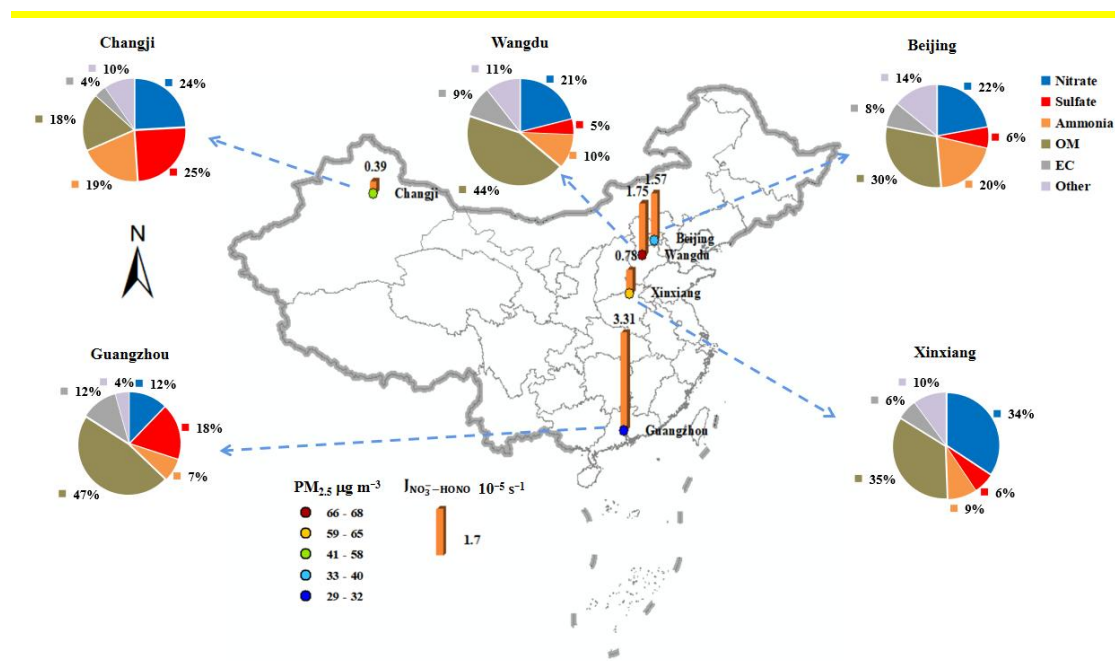 Changji
10%
4%
24%
18%
19%
25%
Wangdu
11%
9%
21%
5%
10%
44%
Beijing
14%
8%
22%
6%
30%
20%
Nitrate
Sulfate
Ammonia
OM
EC
Other
0.39
Changji
1.57
1.75
Beijing
Wangdu
0.78
Xinxiang
3.31
Guangzhou
N
Guangzhou
12%
4%
12%
18%
7%
47%
Xinxiang
10%
6%
34%
35%
6%
9%
PM2.5 μg m⁻³
66 - 68
59 - 65
41 - 58
33 - 40
29 - 32
J NO₃⁻−HONO 10⁻⁵ s⁻¹
1.7